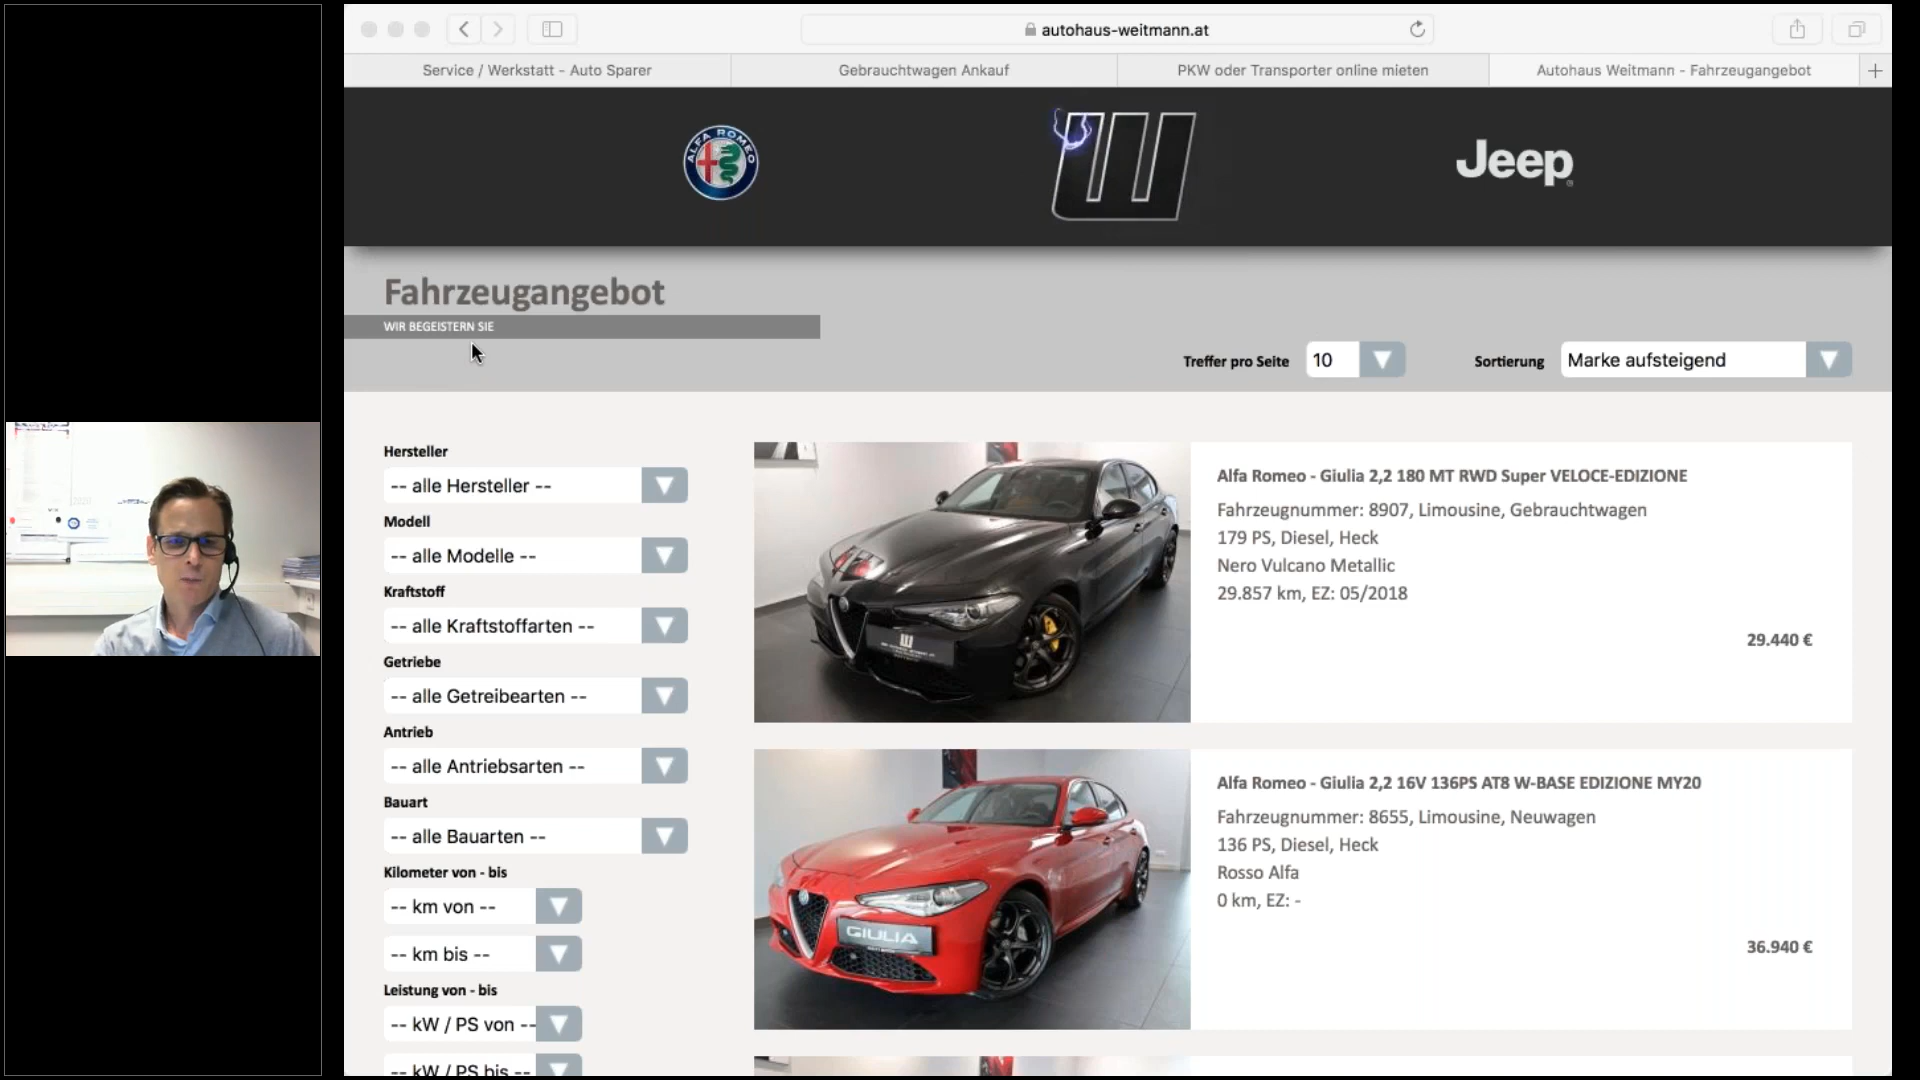 autohaus-weitmann.at
Service / Werkstatt - Auto Sparer
Gebrauchtwagen Ankauf
PKW oder Transporter online mieten
Autohaus Weitmann - Fahrzeugangebot
ALFA ROMEO
Jeep
Fahrzeugangebot
WIR BEGEISTERN SIE
Treffer pro Seite
10
Sortierung
Marke aufsteigend
Hersteller
-- alle Hersteller --
Modell
-- alle Modelle --
Kraftstoff
-- alle Kraftstoffarten --
Getriebe
-- alle Getreibearten --
Antrieb
-- alle Antriebsarten --
Bauart
-- alle Bauarten --
Kilometer von - bis
-- km von --
-- km bis --
Leistung von - bis
-- kW / PS von --
-- kW / PS bis --
Alfa Romeo - Giulia 2,2 180 MT RWD Super VELOCE-EDIZIONE
Fahrzeugnummer: 8907, Limousine, Gebrauchtwagen
179 PS, Diesel, Heck
Nero Vulcano Metallic
29.857 km, EZ: 05/2018
29.440 €
Alfa Romeo - Giulia 2,2 16V 136PS AT8 W-BASE EDIZIONE MY20
Fahrzeugnummer: 8655, Limousine, Neuwagen
136 PS, Diesel, Heck
Rosso Alfa
0 km, EZ: -
36.940 €
GIULIA